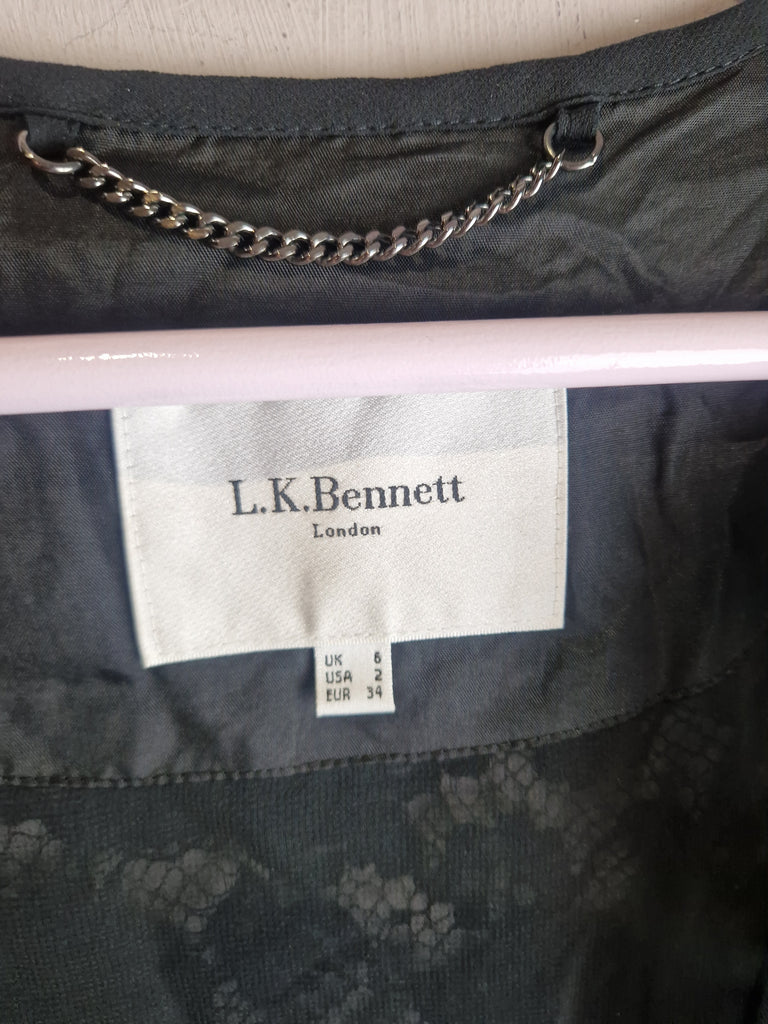 L.K.Bennett
London
UK 6
USA 2
EUR 34